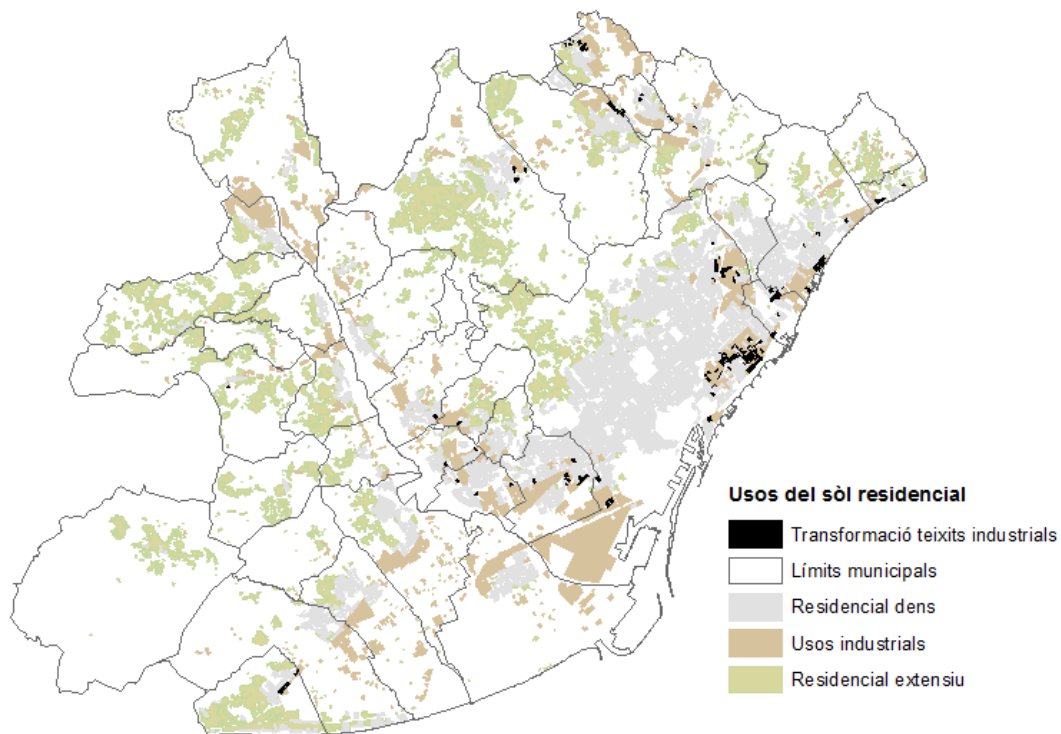 Usos del sòl residencial
Transformació teixits industrials
Límits municipals
Residencial dens
Usos industrials
Residencial extensiu